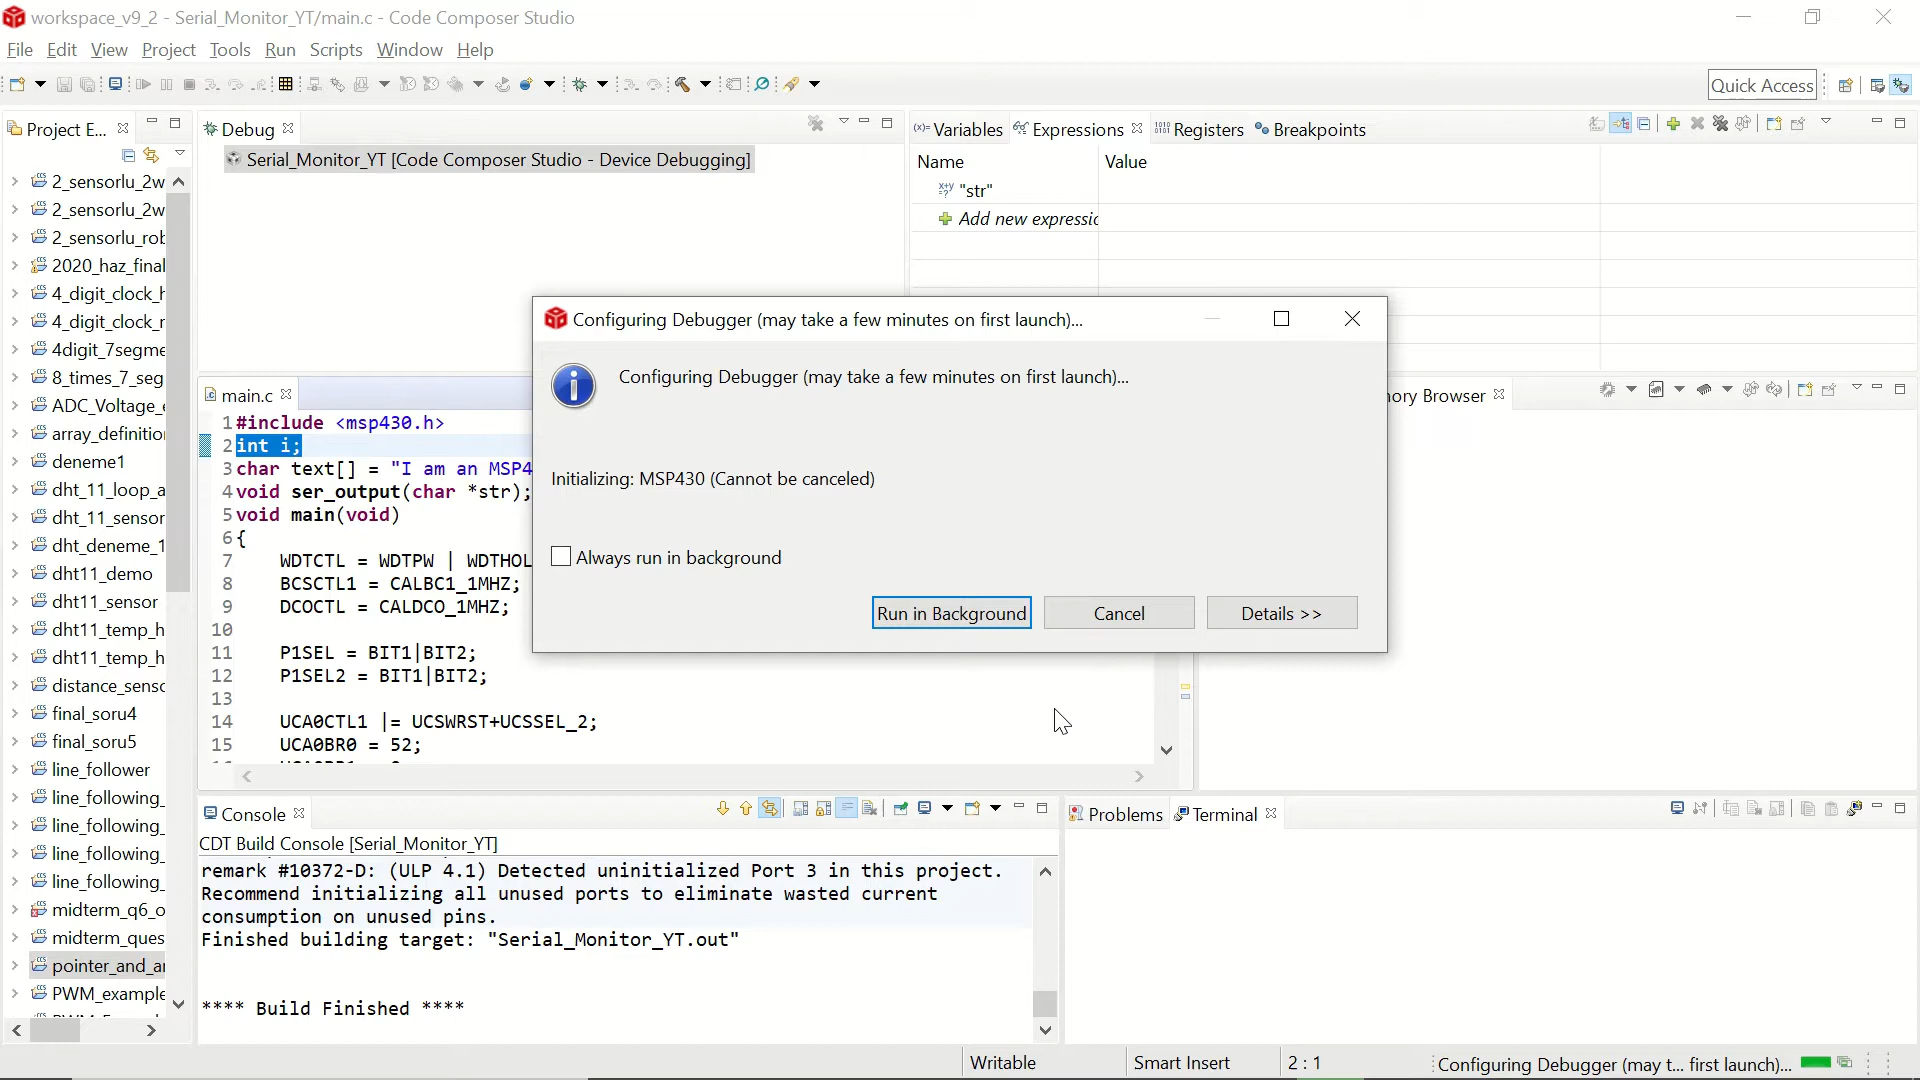 workspace_v9_2 - Serial_Monitor_YT/main.c - Code Composer Studio
File Edit View Project Tools Run Scripts Window Help
Quick Access
Project E...
2_sensorlu_2w
2_sensorlu_2w
2_sensorlu_rob
2020_haz_final
4_digit_clock_h
4_digit_clock_r
4digit_7segme
8_times_7_seg
ADC_Voltage_
array_definitio
deneme1
dht_11_loop_a
dht_11_sensor
dht_deneme_1
dht11_demo
dht11_sensor
dht11_temp_h
dht11_temp_h
distance_senso
final_soru4
final_soru5
line_follower
line_following_
line_following_
line_following_
line_following_
midterm_q6_o
midterm_ques
pointer_and_a
PWM_example
Debug
Serial_Monitor_YT [Code Composer Studio - Device Debugging]
Variables Expressions Registers Breakpoints
Name Value
"str"
Add new expressic
Configuring Debugger (may take a few minutes on first launch)...
Configuring Debugger (may take a few minutes on first launch)...
Initializing: MSP430 (Cannot be canceled)
Always run in background
Run in Background Cancel Details >>
main.c
1 #include <msp430.h>
2 int i;
3 char text[] = "I am an MSP4
4 void ser_output(char *str);
5 void main(void)
6 {
7 WDTCTL = WDTPW | WDTHOL
8 BCSCTL1 = CALBC1_1MHZ;
9 DCOCTL = CALDCO_1MHZ;
10
11 P1SEL = BIT1|BIT2;
12 P1SEL2 = BIT1|BIT2;
13
14 UCA0CTL1 |= UCSWRST+UCSSEL_2;
15 UCA0BR0 = 52;
ory Browser
Console
CDT Build Console [Serial_Monitor_YT]
remark #10372-D: (ULP 4.1) Detected uninitialized Port 3 in this project.
Recommend initializing all unused ports to eliminate wasted current
consumption on unused pins.
Finished building target: "Serial_Monitor_YT.out"
**** Build Finished ****
Problems Terminal
Writable Smart Insert 2 : 1 Configuring Debugger (may t... first launch)...